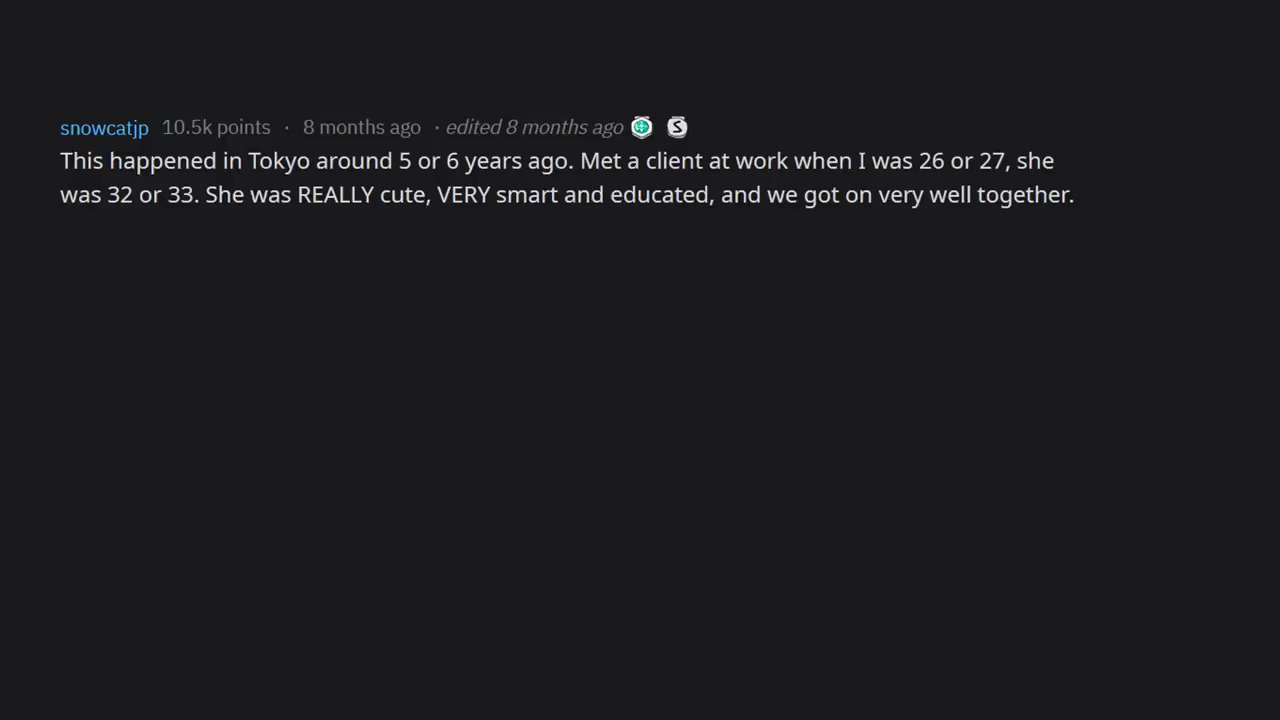 snowcatjp 10.5k points · 8 months ago · edited 8 months ago S
This happened in Tokyo around 5 or 6 years ago. Met a client at work when I was 26 or 27, she
was 32 or 33. She was REALLY cute, VERY smart and educated, and we got on very well together.